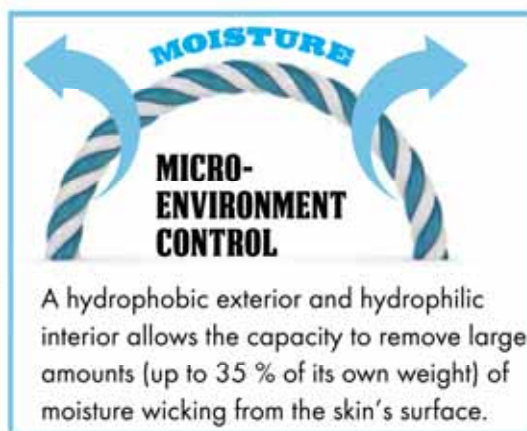 MOISTURE
MICRO-
ENVIRONMENT
CONTROL
A hydrophobic exterior and hydrophilic
interior allows the capacity to remove large
amounts (up to 35 % of its own weight) of
moisture wicking from the skin's surface.